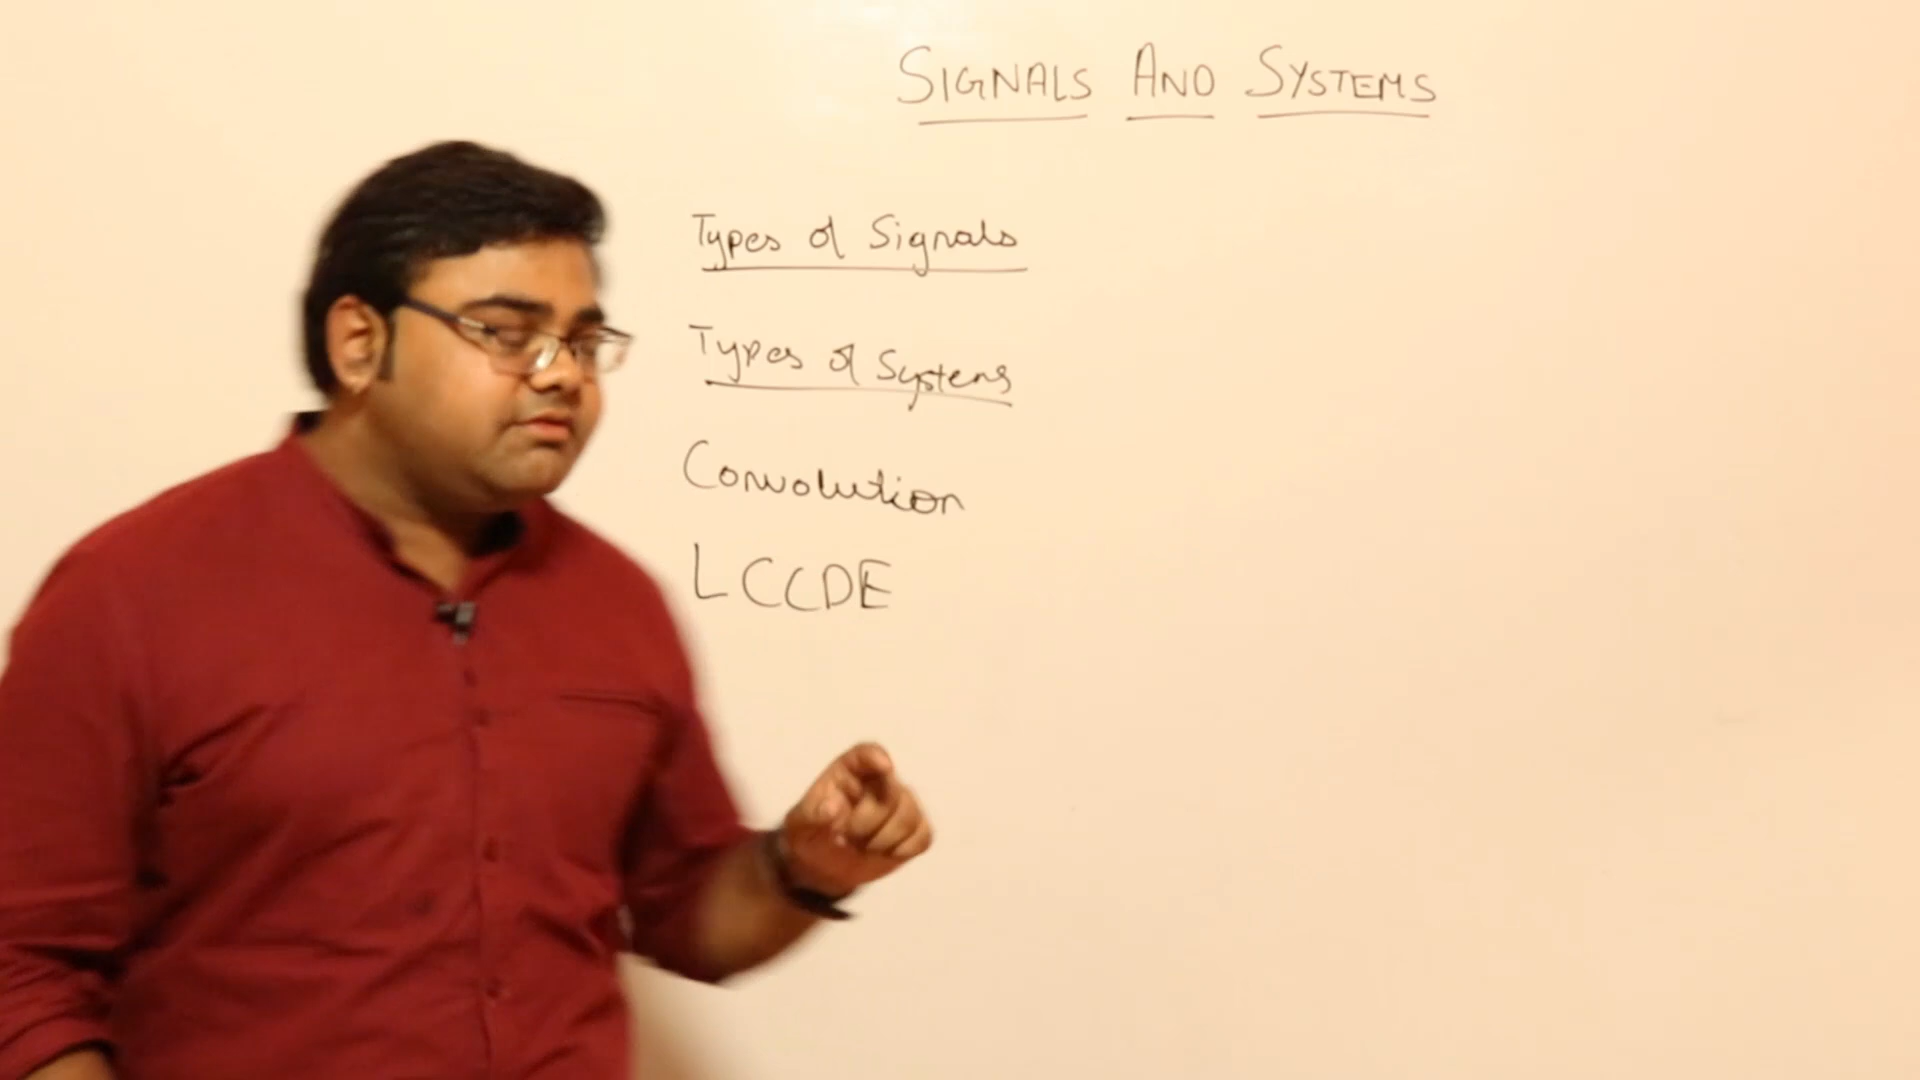 SIGNALS AND SYSTEMS
Types of Signals
Types of Systems
Convolution
LCCDE